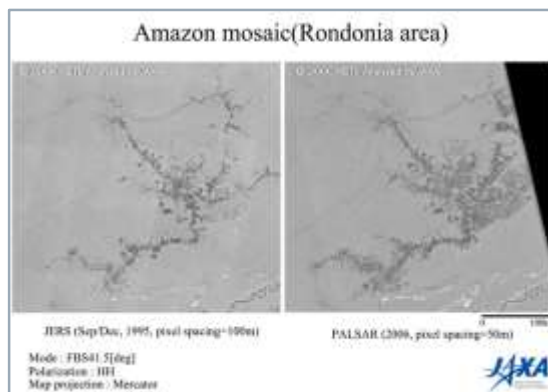 Amazon mosaic(Rondonia area)
JERS (Sep/Dec, 1995, pixel spacing=100m)
PALSAR (2006, pixel spacing=50m)
Mode : FBS41.5[deg]
Polarization : HH
Map projection : Mercator
JAXA